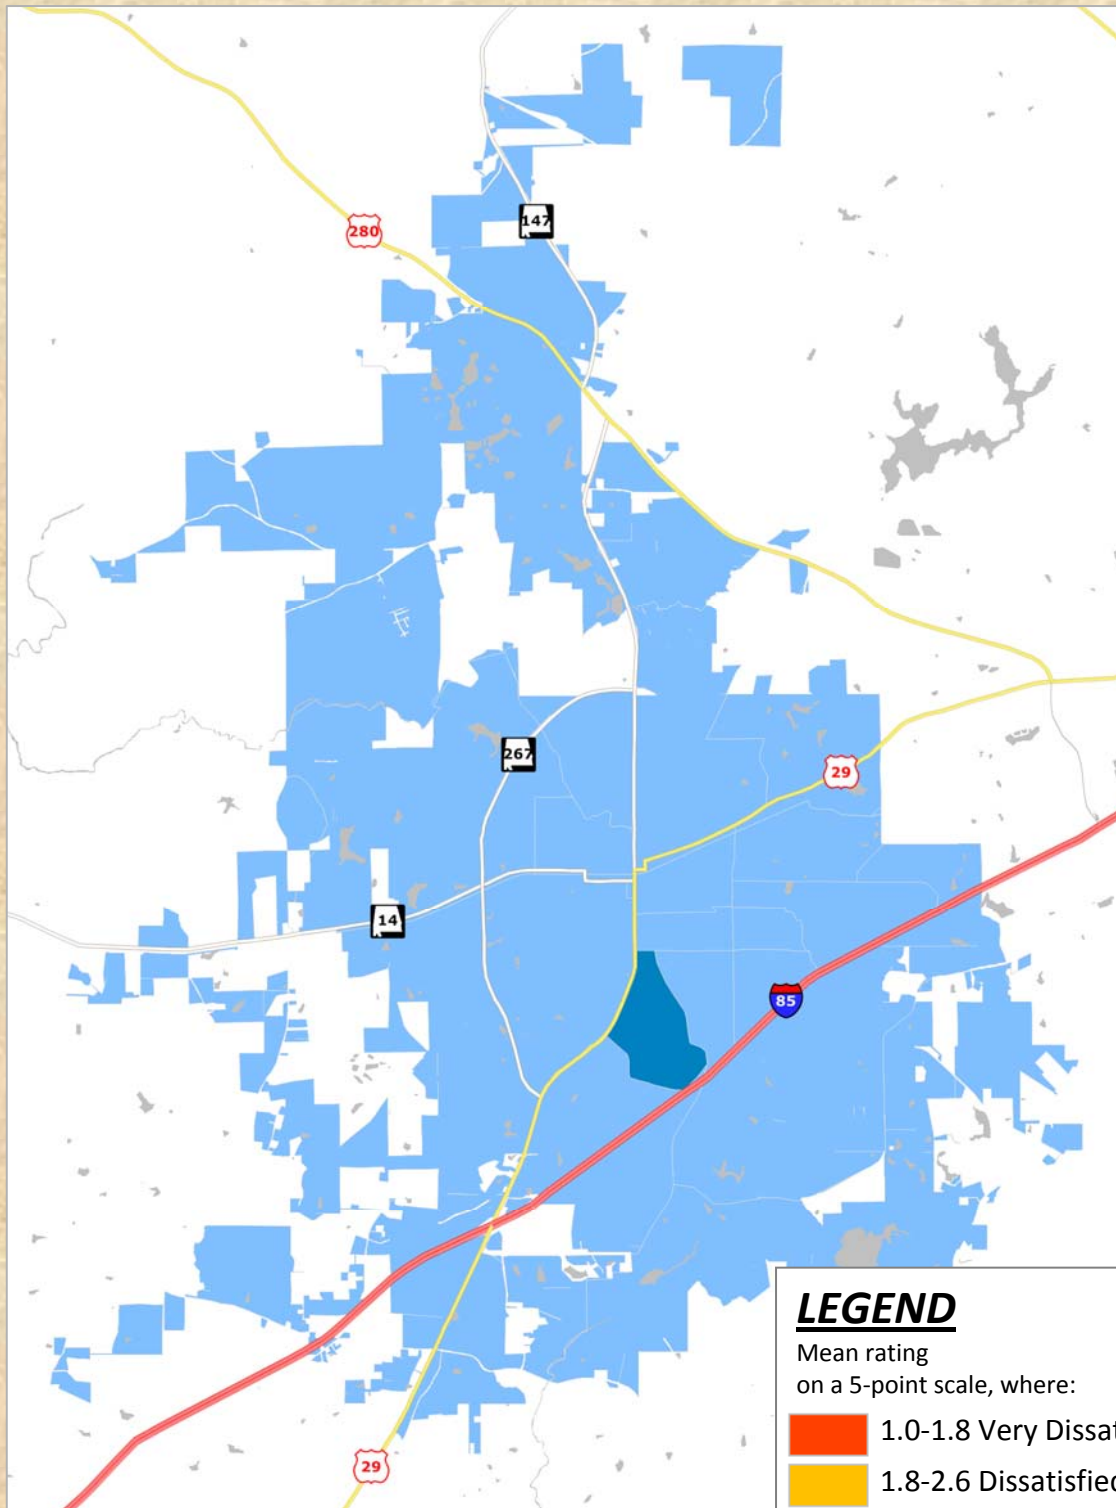 147
280
267
29
14
85
LEGEND
Mean rating
on a 5-point scale, where:
1.0-1.8 Very Dissat
1.8-2.6 Dissatisfied
29